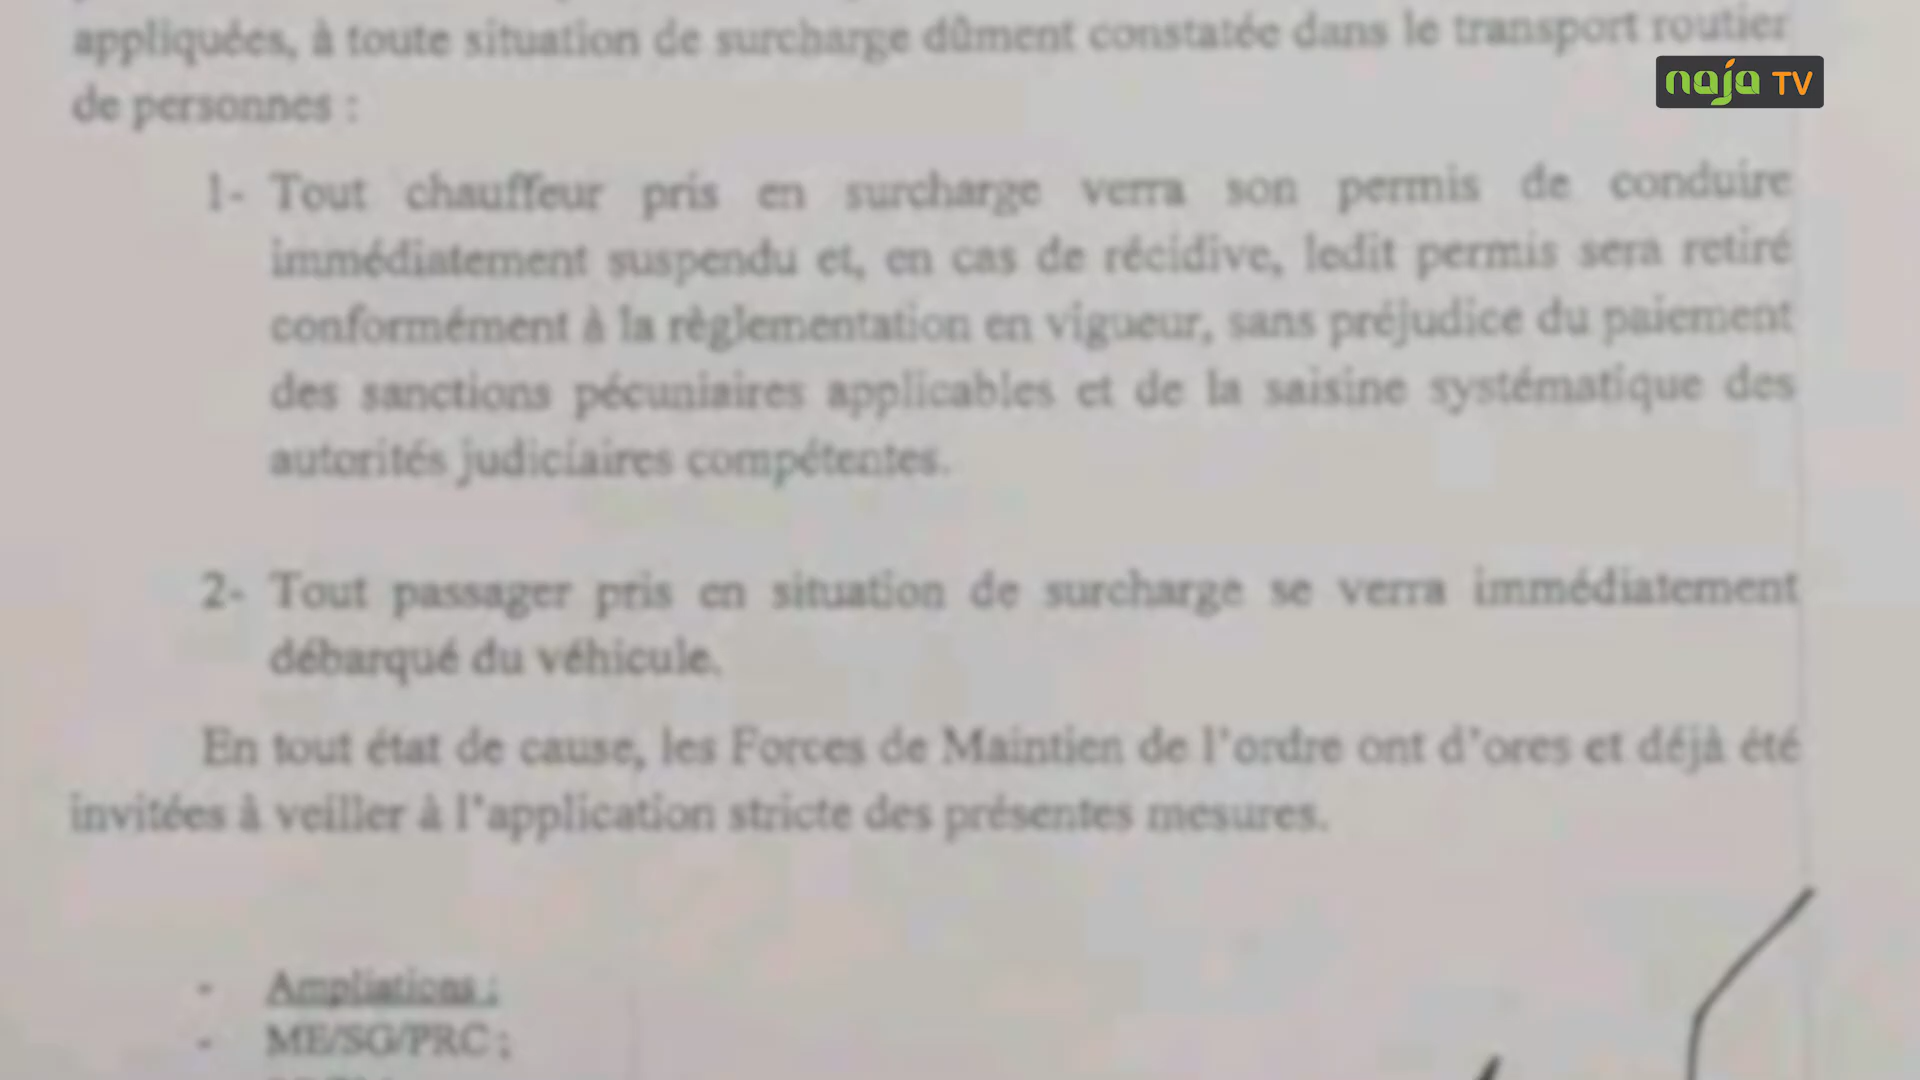 appliquées, à toute situation de surcharge dûment constatée dans le transport routier
naja TV
de personnes :
1- Tout chauffeur pris en surcharge verra son permis de conduire
immédiatement suspendu et, en cas de récidive, ledit permis sera retiré
conformément à la règlementation en vigueur, sans préjudice du paiement
des sanctions pécuniaires applicables et de la saisine systématique des
autorités judiciaires compétentes.
2- Tout passager pris en situation de surcharge se verra immédiatement
débarqué du véhicule.
En tout état de cause, les Forces de Maintien de l'ordre ont d'ores et déjà été
invitées à veiller à l'application stricte des présentes mesures.
- Ampliations :
- ME/SG/PRC ;